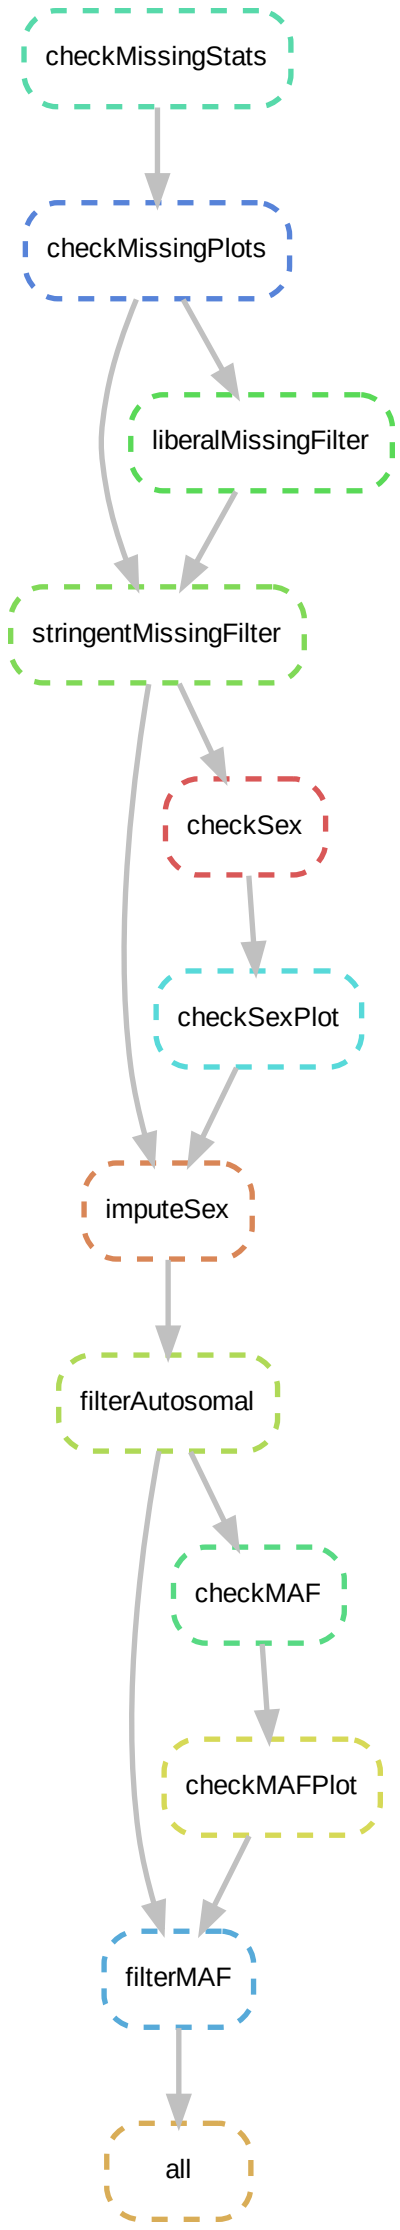 checkMissingStats
checkMissingPlots
liberalMissingFilter
stringentMissingFilter
checkSex
checkSexPlot
imputeSex
filterAutosomal
checkMAF
checkMAFPlot
filterMAF
all